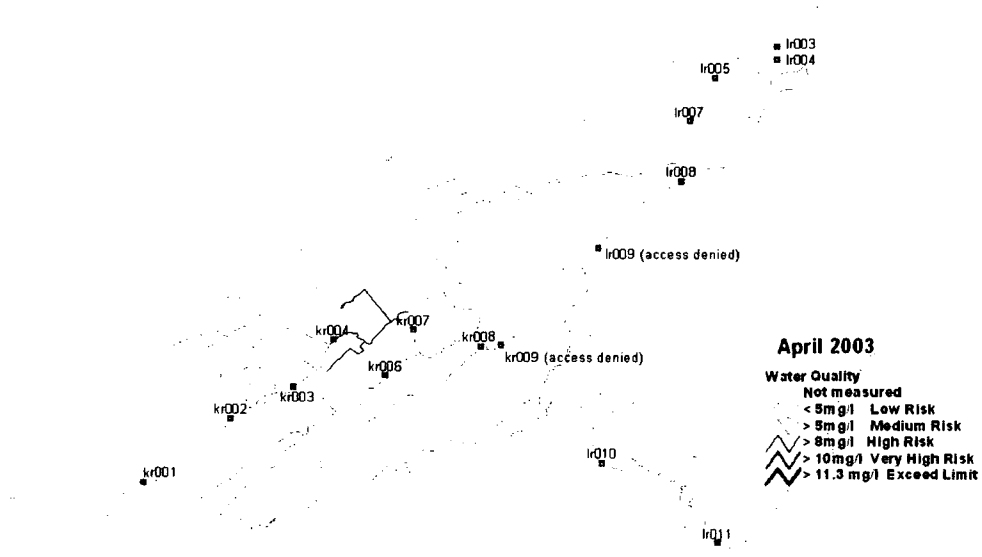 lr003
lr004
lr005
lr007
lr008
lr009 (access denied)
kr004
kr007
kr008
kr009 (access denied)
kr006
kr003
kr002
kr001
lr010
lr011
April 2003
Water Quality
Not measured
< 5mg/l Low Risk
> 5mg/l Medium Risk
> 8mg/l High Risk
> 10mg/l Very High Risk
> 11.3 mg/l Exceed Limit